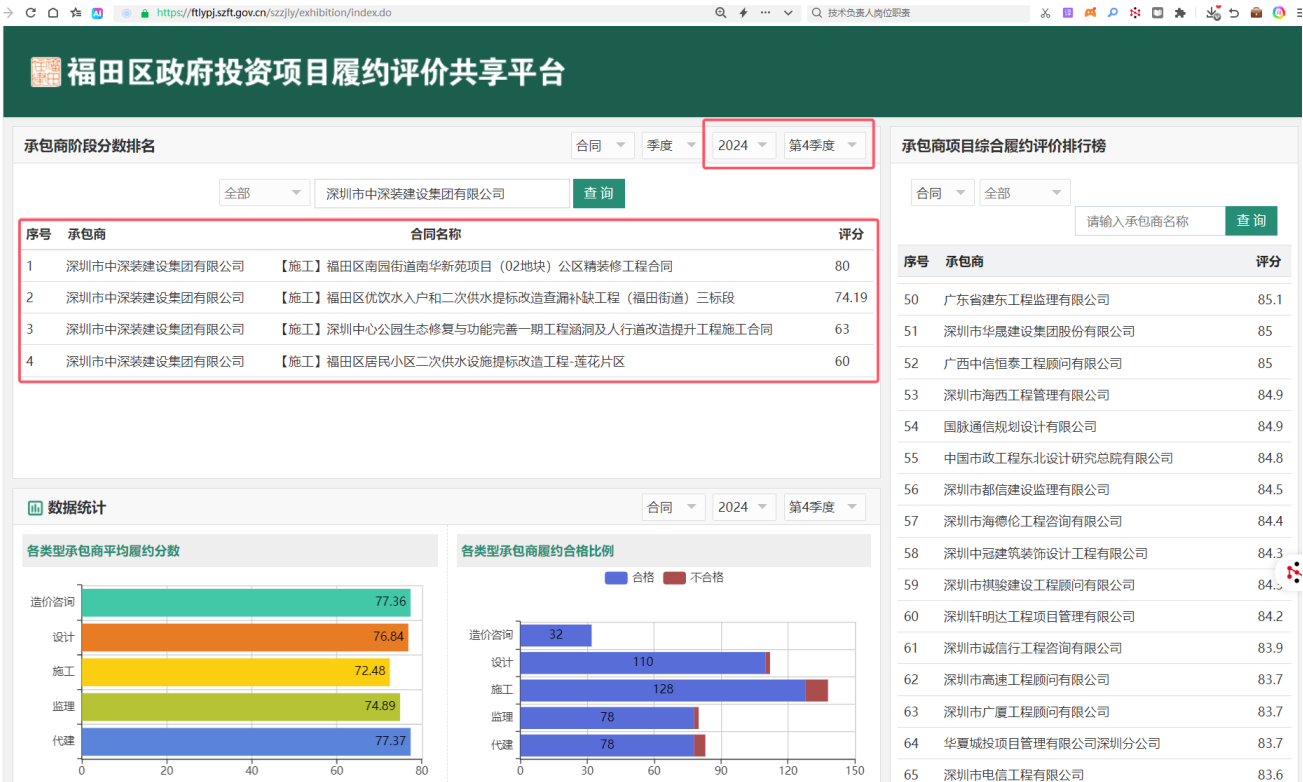 https://ftlypj.szft.gov.cn/szzjly/exhibition/index.do
技术负责人岗位职责
福田区政府投资项目履约评价共享平台
承包商阶段分数排名
合同 季度 2024 第4季度
全部 深圳市中深装建设集团有限公司 查询
序号 承包商 合同名称 评分
1 深圳市中深装建设集团有限公司 【施工】福田区南园街道南华新苑项目（02地块）公区精装修工程合同 80
2 深圳市中深装建设集团有限公司 【施工】福田区优饮水入户和二次供水提标改造查漏补缺工程（福田街道）三标段 74.19
3 深圳市中深装建设集团有限公司 【施工】深圳中心公园生态修复与功能完善一期工程涵洞及人行道改造提升工程施工合同 63
4 深圳市中深装建设集团有限公司 【施工】福田区居民小区二次供水设施提标改造工程-莲花片区 60
数据统计
合同 2024 第4季度
各类型承包商平均履约分数
造价咨询 77.36
设计 76.84
施工 72.48
监理 74.89
代建 77.37
0 20 40 60 80
各类型承包商履约合格比例
合格 不合格
造价咨询 32
设计 110
施工 128
监理 78
代建 78
0 30 60 90 120 150
承包商项目综合履约评价排行榜
合同 全部
请输入承包商名称 查询
序号 承包商 评分
50 广东省建东工程监理有限公司 85.1
51 深圳市华晟建设集团股份有限公司 85
52 广西中信恒泰工程顾问有限公司 85
53 深圳市海西工程管理有限公司 84.9
54 国脉通信规划设计有限公司 84.9
55 中国市政工程东北设计研究总院有限公司 84.8
56 深圳市都信建设监理有限公司 84.5
57 深圳市海德伦工程咨询有限公司 84.4
58 深圳中冠建筑装饰设计工程有限公司 84.3
59 深圳市祺骏建设工程顾问有限公司
60 深圳轩明达工程项目管理有限公司 84.2
61 深圳市诚信行工程咨询有限公司 83.9
62 深圳市高速工程顾问有限公司 83.7
63 深圳市广厦工程顾问有限公司 83.7
64 华夏城投项目管理有限公司深圳分公司 83.7
65 深圳市电信工程有限公司 83.6